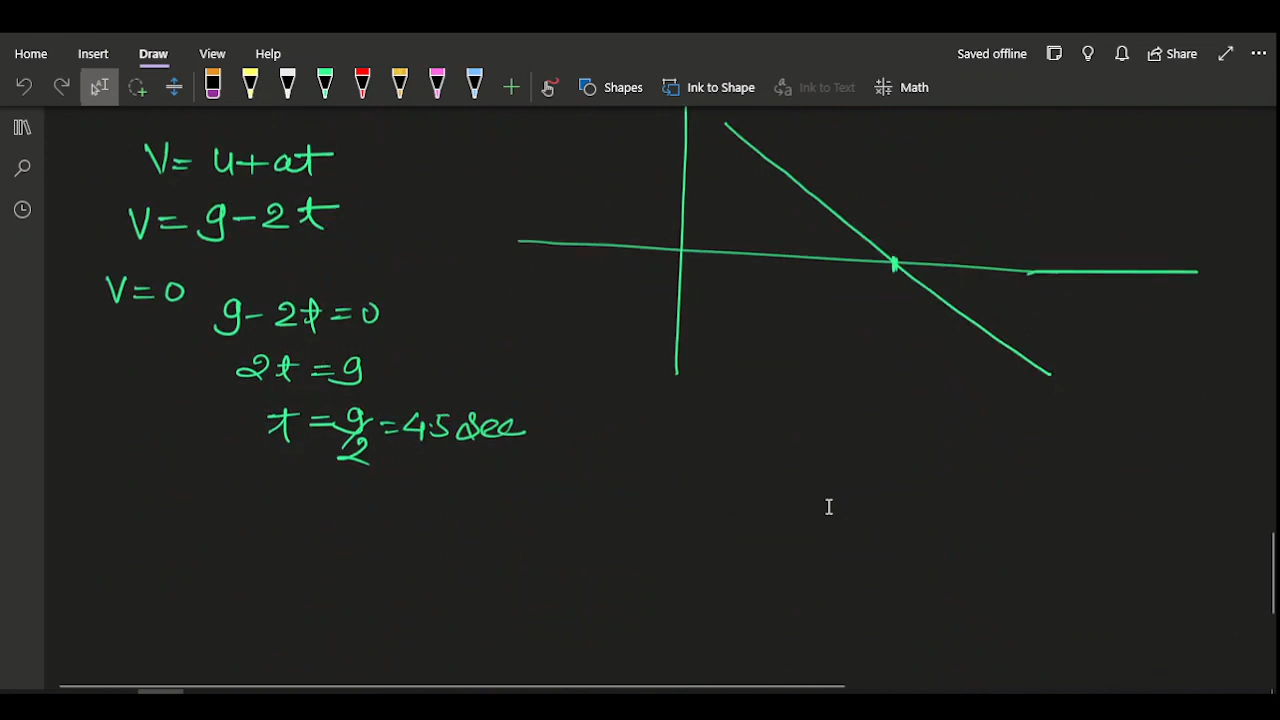 Home Insert Draw View Help Saved offline Share
Shapes Ink to Shape Ink to Text Math
V = u + at
V = 9 - 2t
V = 0
9 - 2t = 0
2t = 9
t = 9/2 = 4.5 sec